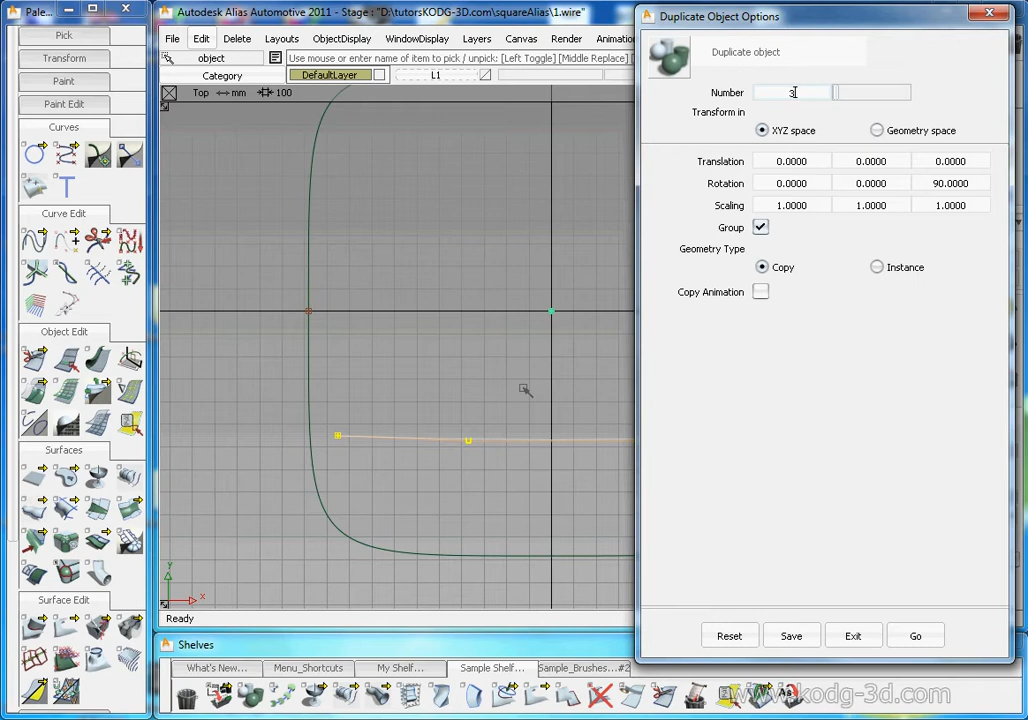 Pale...
Autodesk Alias Automotive 2011 - Stage : "D:\tutorsKODG-3D.com\squareAlias\1.wire"
Duplicate Object Options
Pick
Transform
Paint
Paint Edit
Curves
Curve Edit
Object Edit
Surfaces
Surface Edit
File Edit Delete Layouts ObjectDisplay WindowDisplay Layers Canvas Render Animation
object
Use mouse or enter name of item to pick / unpick: [Left Toggle] [Middle Replace]
Category
DefaultLayer
L1
Top mm 100
Y
X
Ready
Duplicate object
Number 3
Transform in
XYZ space Geometry space
Translation 0.0000 0.0000 0.0000
Rotation 0.0000 0.0000 90.0000
Scaling 1.0000 1.0000 1.0000
Group
Geometry Type
Copy Instance
Copy Animation
Reset Save Exit Go
Shelves
What's New... Menu_Shortcuts My Shelf... Sample Shelf... Sample_Brushes...#2
www.kodg-3d.com